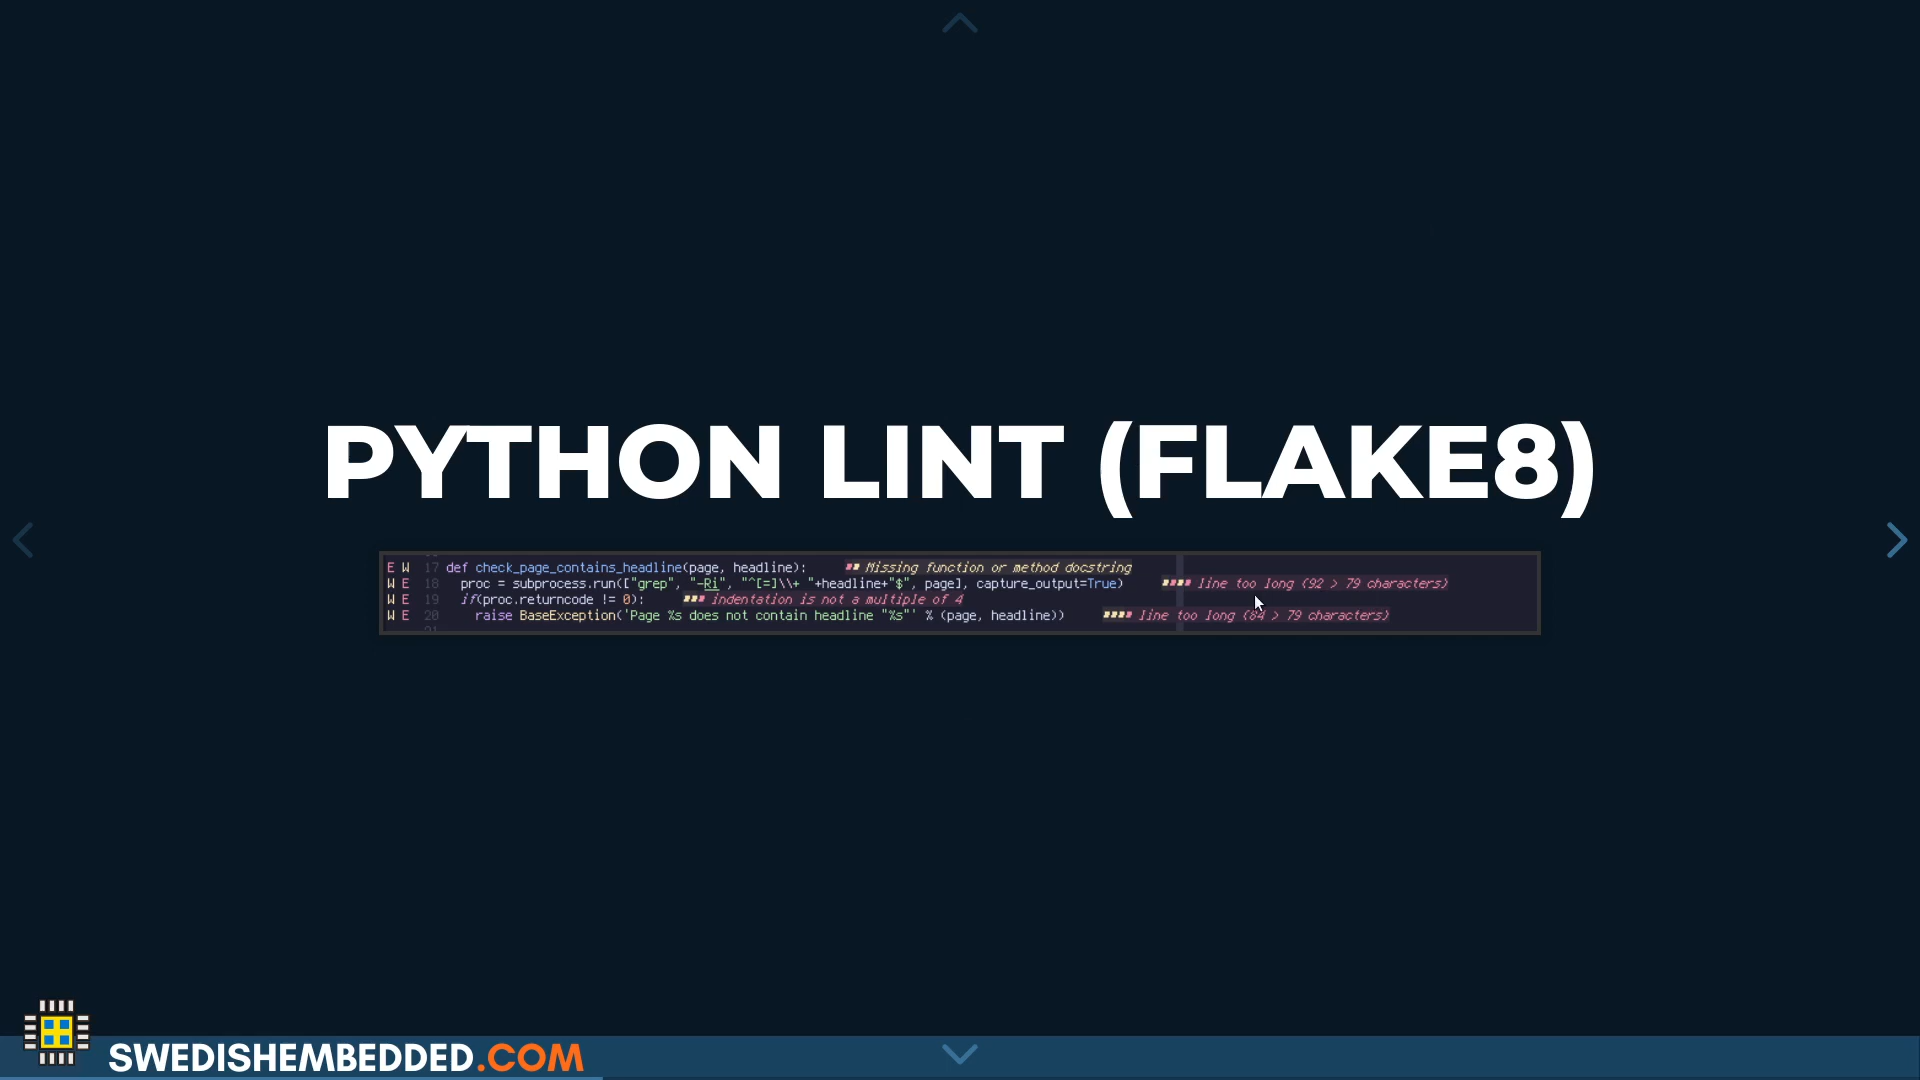 PYTHON LINT (FLAKE8)
E W 17 def check_page_contains_headline(page, headline): Missing function or method docstring
W E 18 proc = subprocess.run(["grep", "-Ri", "^[=]\\+ "+headline+"$", page], capture_output=True) line too long (92 > 79 characters)
W E 19 if(proc.returncode != 0): indentation is not a multiple of 4
W E 20 raise BaseException('Page %s does not contain headline "%s"' % (page, headline)) line too long (84 > 79 characters)
SWEDISHEMBEDDED.COM